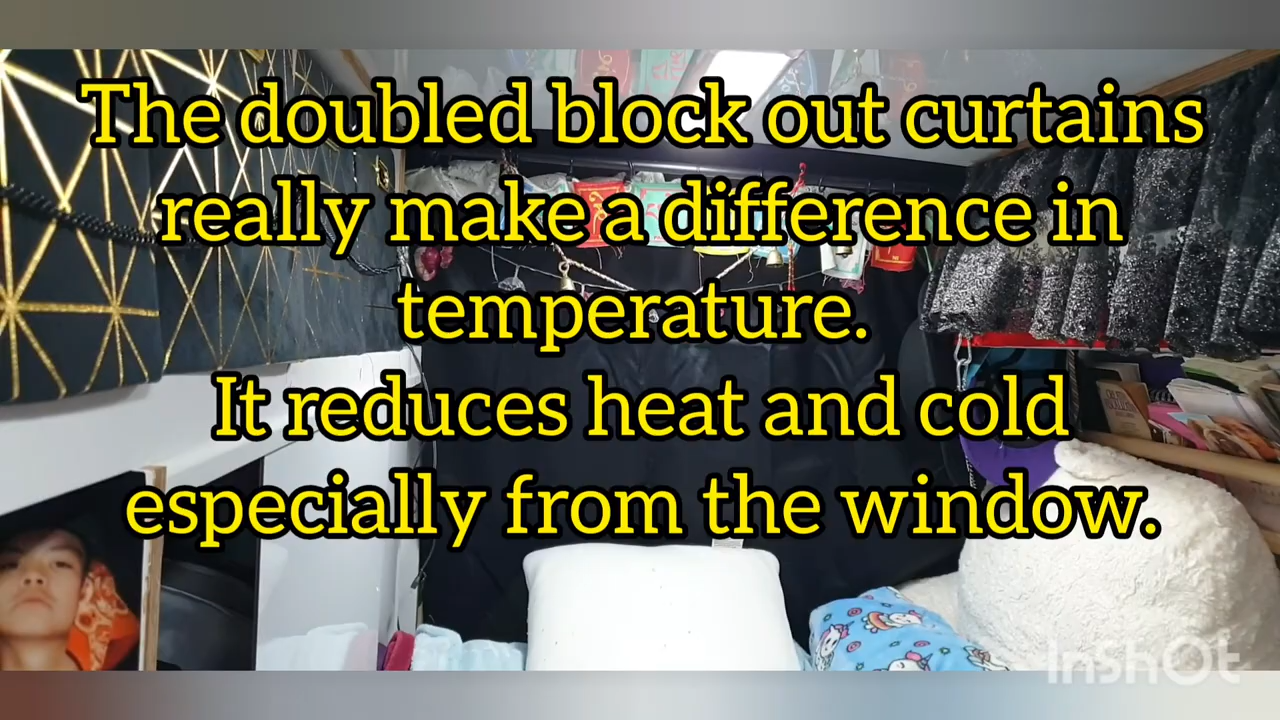 The doubled block out curtains
really make a difference in
temperature.
It reduces heat and cold
especially from the window.
InShOt